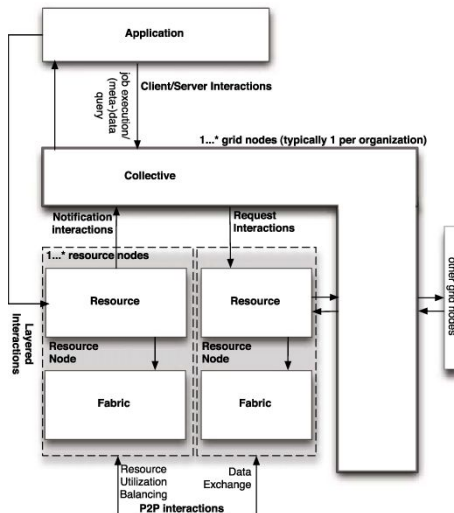 Application
job execution/
(meta-)data
query
Client/Server Interactions
1...* grid nodes (typically 1 per organization)
Collective
Notification
interactions
Request
Interactions
1...* resource nodes
Resource
Resource
other grid nodes
Layered
Interactions
Resource
Node
Resource
Node
Fabric
Fabric
Resource
Utilization
Balancing
Data
Exchange
P2P interactions